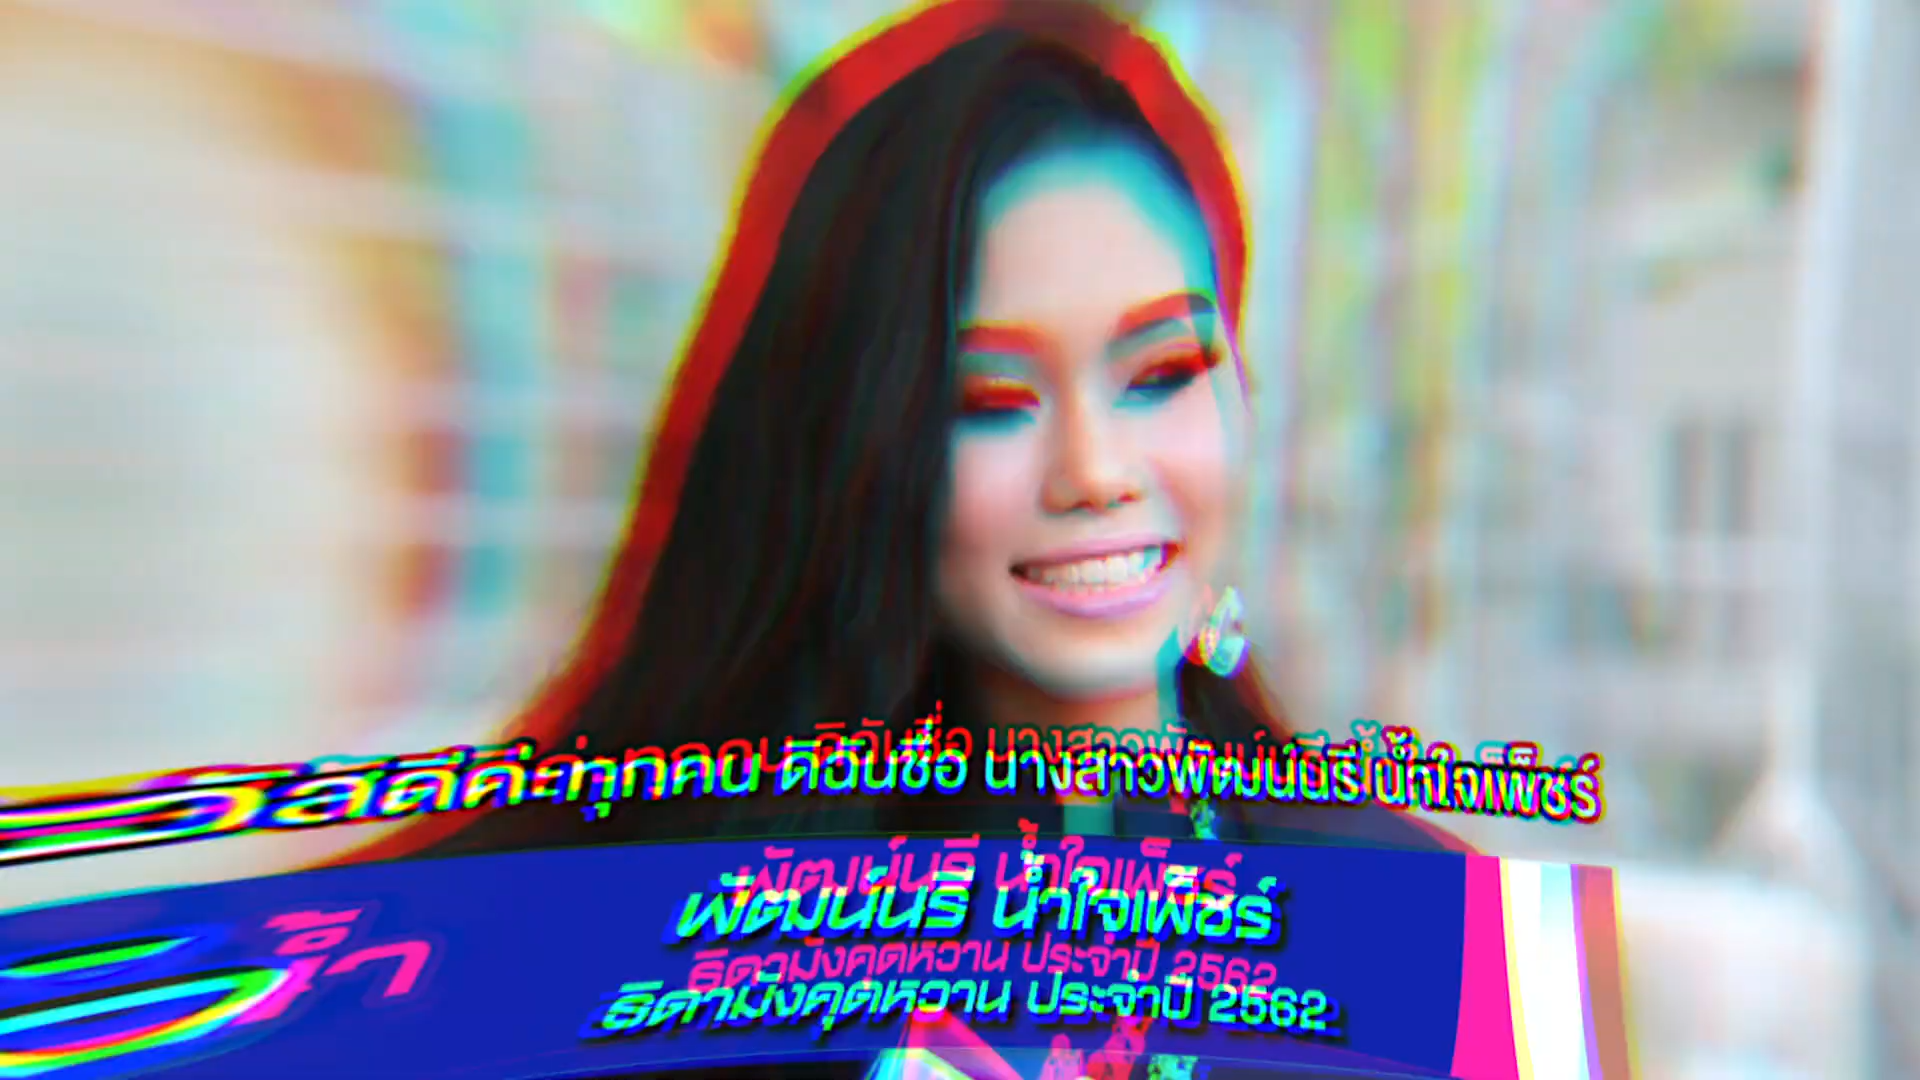 สวัสดีค่ะทุกคน ดิฉันชื่อ นางสาวพัฒน์นรี น้ำใจเพ็ชร์
พัฒน์นรี น้ำใจเพ็ชร์
ธิดามังคุดหวาน ประจำปี 2562